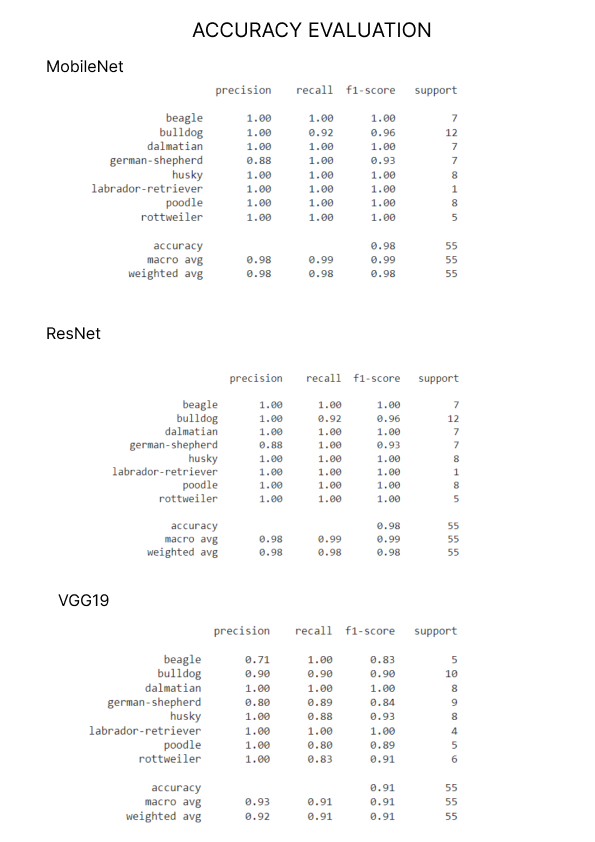 ACCURACY EVALUATION
MobileNet
precision recall f1-score support
beagle 1.00 1.00 1.00 7
bulldog 1.00 0.92 0.96 12
dalmatian 1.00 1.00 1.00 7
german-shepherd 0.88 1.00 0.93 7
husky 1.00 1.00 1.00 8
labrador-retriever 1.00 1.00 1.00 1
poodle 1.00 1.00 1.00 8
rottweiler 1.00 1.00 1.00 5
accuracy 0.98 55
macro avg 0.98 0.99 0.99 55
weighted avg 0.98 0.98 0.98 55
ResNet
precision recall f1-score support
beagle 1.00 1.00 1.00 7
bulldog 1.00 0.92 0.96 12
dalmatian 1.00 1.00 1.00 7
german-shepherd 0.88 1.00 0.93 7
husky 1.00 1.00 1.00 8
labrador-retriever 1.00 1.00 1.00 1
poodle 1.00 1.00 1.00 8
rottweiler 1.00 1.00 1.00 5
accuracy 0.98 55
macro avg 0.98 0.99 0.99 55
weighted avg 0.98 0.98 0.98 55
VGG19
precision recall f1-score support
beagle 0.71 1.00 0.83 5
bulldog 0.90 0.90 0.90 10
dalmatian 1.00 1.00 1.00 8
german-shepherd 0.80 0.89 0.84 9
husky 1.00 0.88 0.93 8
labrador-retriever 1.00 1.00 1.00 4
poodle 1.00 0.80 0.89 5
rottweiler 1.00 0.83 0.91 6
accuracy 0.91 55
macro avg 0.93 0.91 0.91 55
weighted avg 0.92 0.91 0.91 55